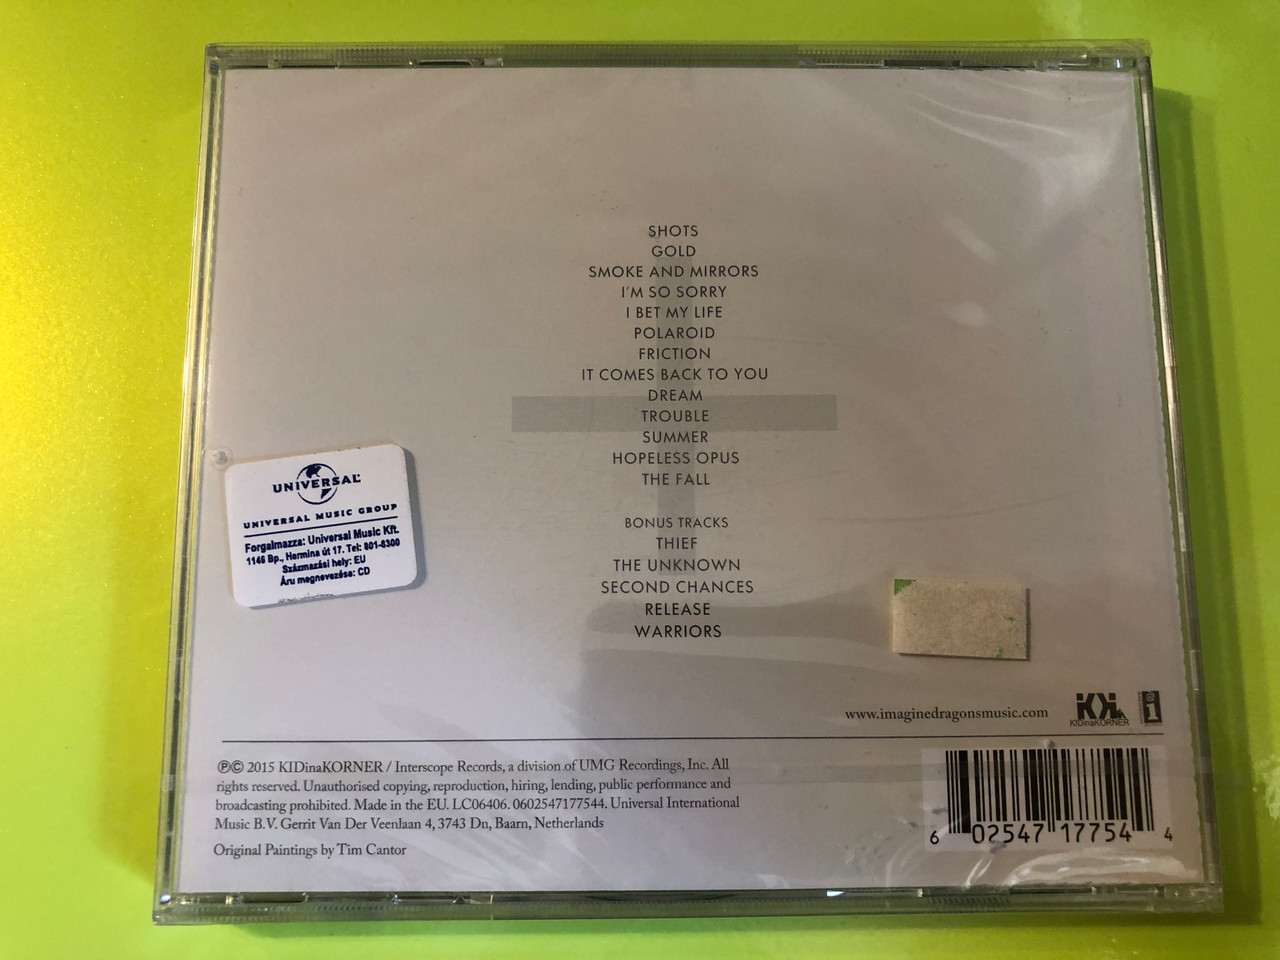 SHOTS
GOLD
SMOKE AND MIRRORS
I'M SO SORRY
I BET MY LIFE
POLAROID
FRICTION
IT COMES BACK TO YOU
DREAM
TROUBLE
SUMMER
HOPELESS OPUS
THE FALL
BONUS TRACKS
THIEF
THE UNKNOWN
SECOND CHANCES
RELEASE
WARRIORS
UNIVERSAL
UNIVERSAL MUSIC GROUP
Forgalmazza: Universal Music Kft.
1146 Bp., Hermina út 17. Tel: 801-6300
Származási hely: EU
Áru megnevezése: CD
www.imaginedragonsmusic.com
KIDinaKORNER
℗© 2015 KIDinaKORNER / Interscope Records, a division of UMG Recordings, Inc. All
rights reserved. Unauthorised copying, reproduction, hiring, lending, public performance and
broadcasting prohibited. Made in the EU. LC06406. 0602547177544. Universal International
Music B.V. Gerrit Van Der Veenlaan 4, 3743 Dn, Baarn, Netherlands
Original Paintings by Tim Cantor
6 02547 17754 4